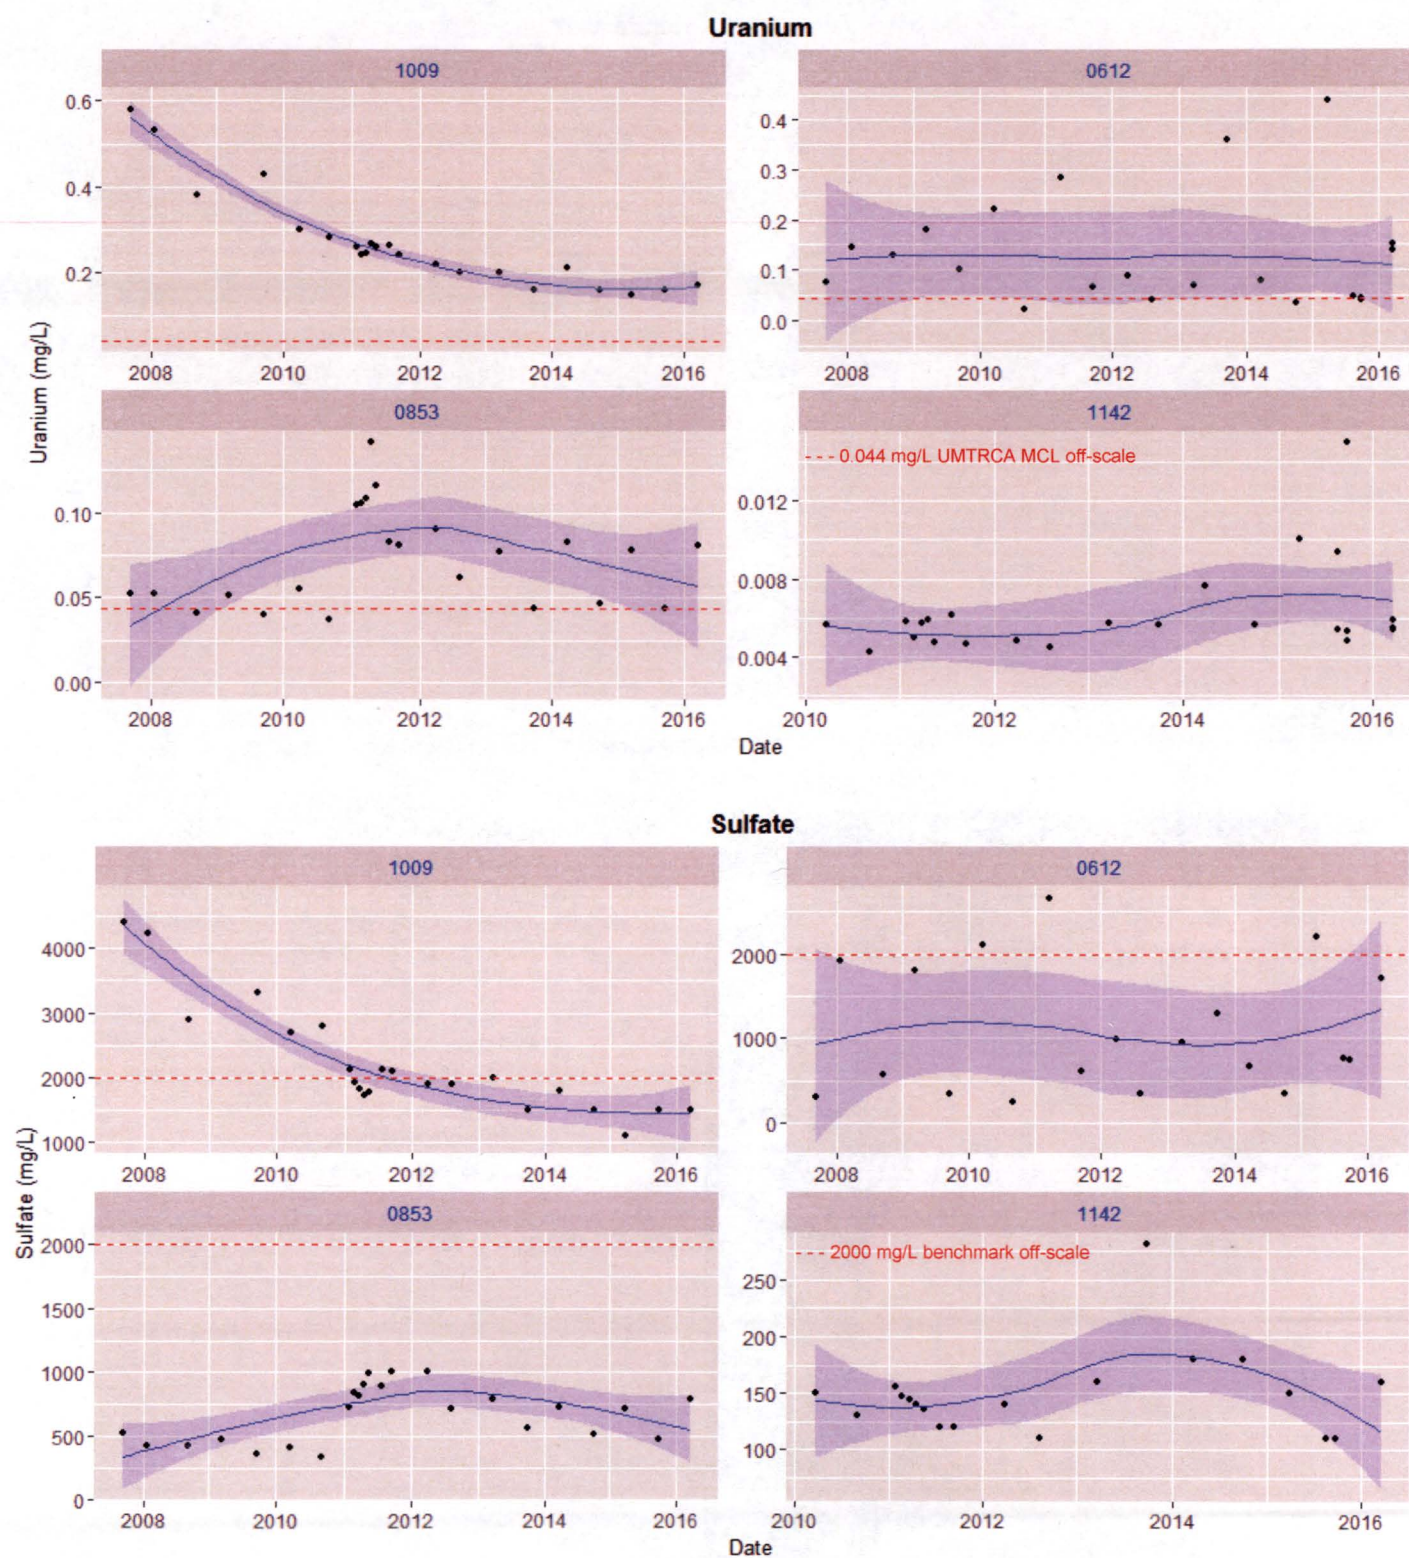 Uranium
1009
0612
0.6
0.4
0.2
2008 2010 2012 2014 2016
0.4
0.3
0.2
0.1
0.0
2008 2010 2012 2014 2016
Uranium (mg/L)
0853
1142
0.10
0.05
0.00
2008 2010 2012 2014 2016
0.044 mg/L UMTRCA MCL off-scale
0.012
0.008
0.004
2010 2012 2014 2016
Date
Sulfate
1009
0612
4000
3000
2000
1000
2008 2010 2012 2014 2016
2000
1000
0
2008 2010 2012 2014 2016
Sulfate (mg/L)
0853
1142
2000
1500
1000
500
0
2008 2010 2012 2014 2016
2000 mg/L benchmark off-scale
250
200
150
100
2010 2012 2014 2016
Date